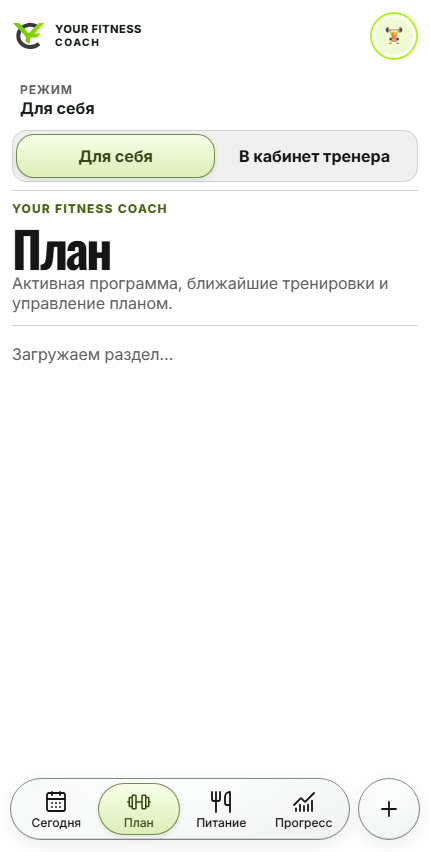 YOUR FITNESS
COACH
РЕЖИМ
Для себя
Для себя
В кабинет тренера
YOUR FITNESS COACH
План
Активная программа, ближайшие тренировки и
управление планом.
Загружаем раздел...
Сегодня
План
Питание
Прогресс